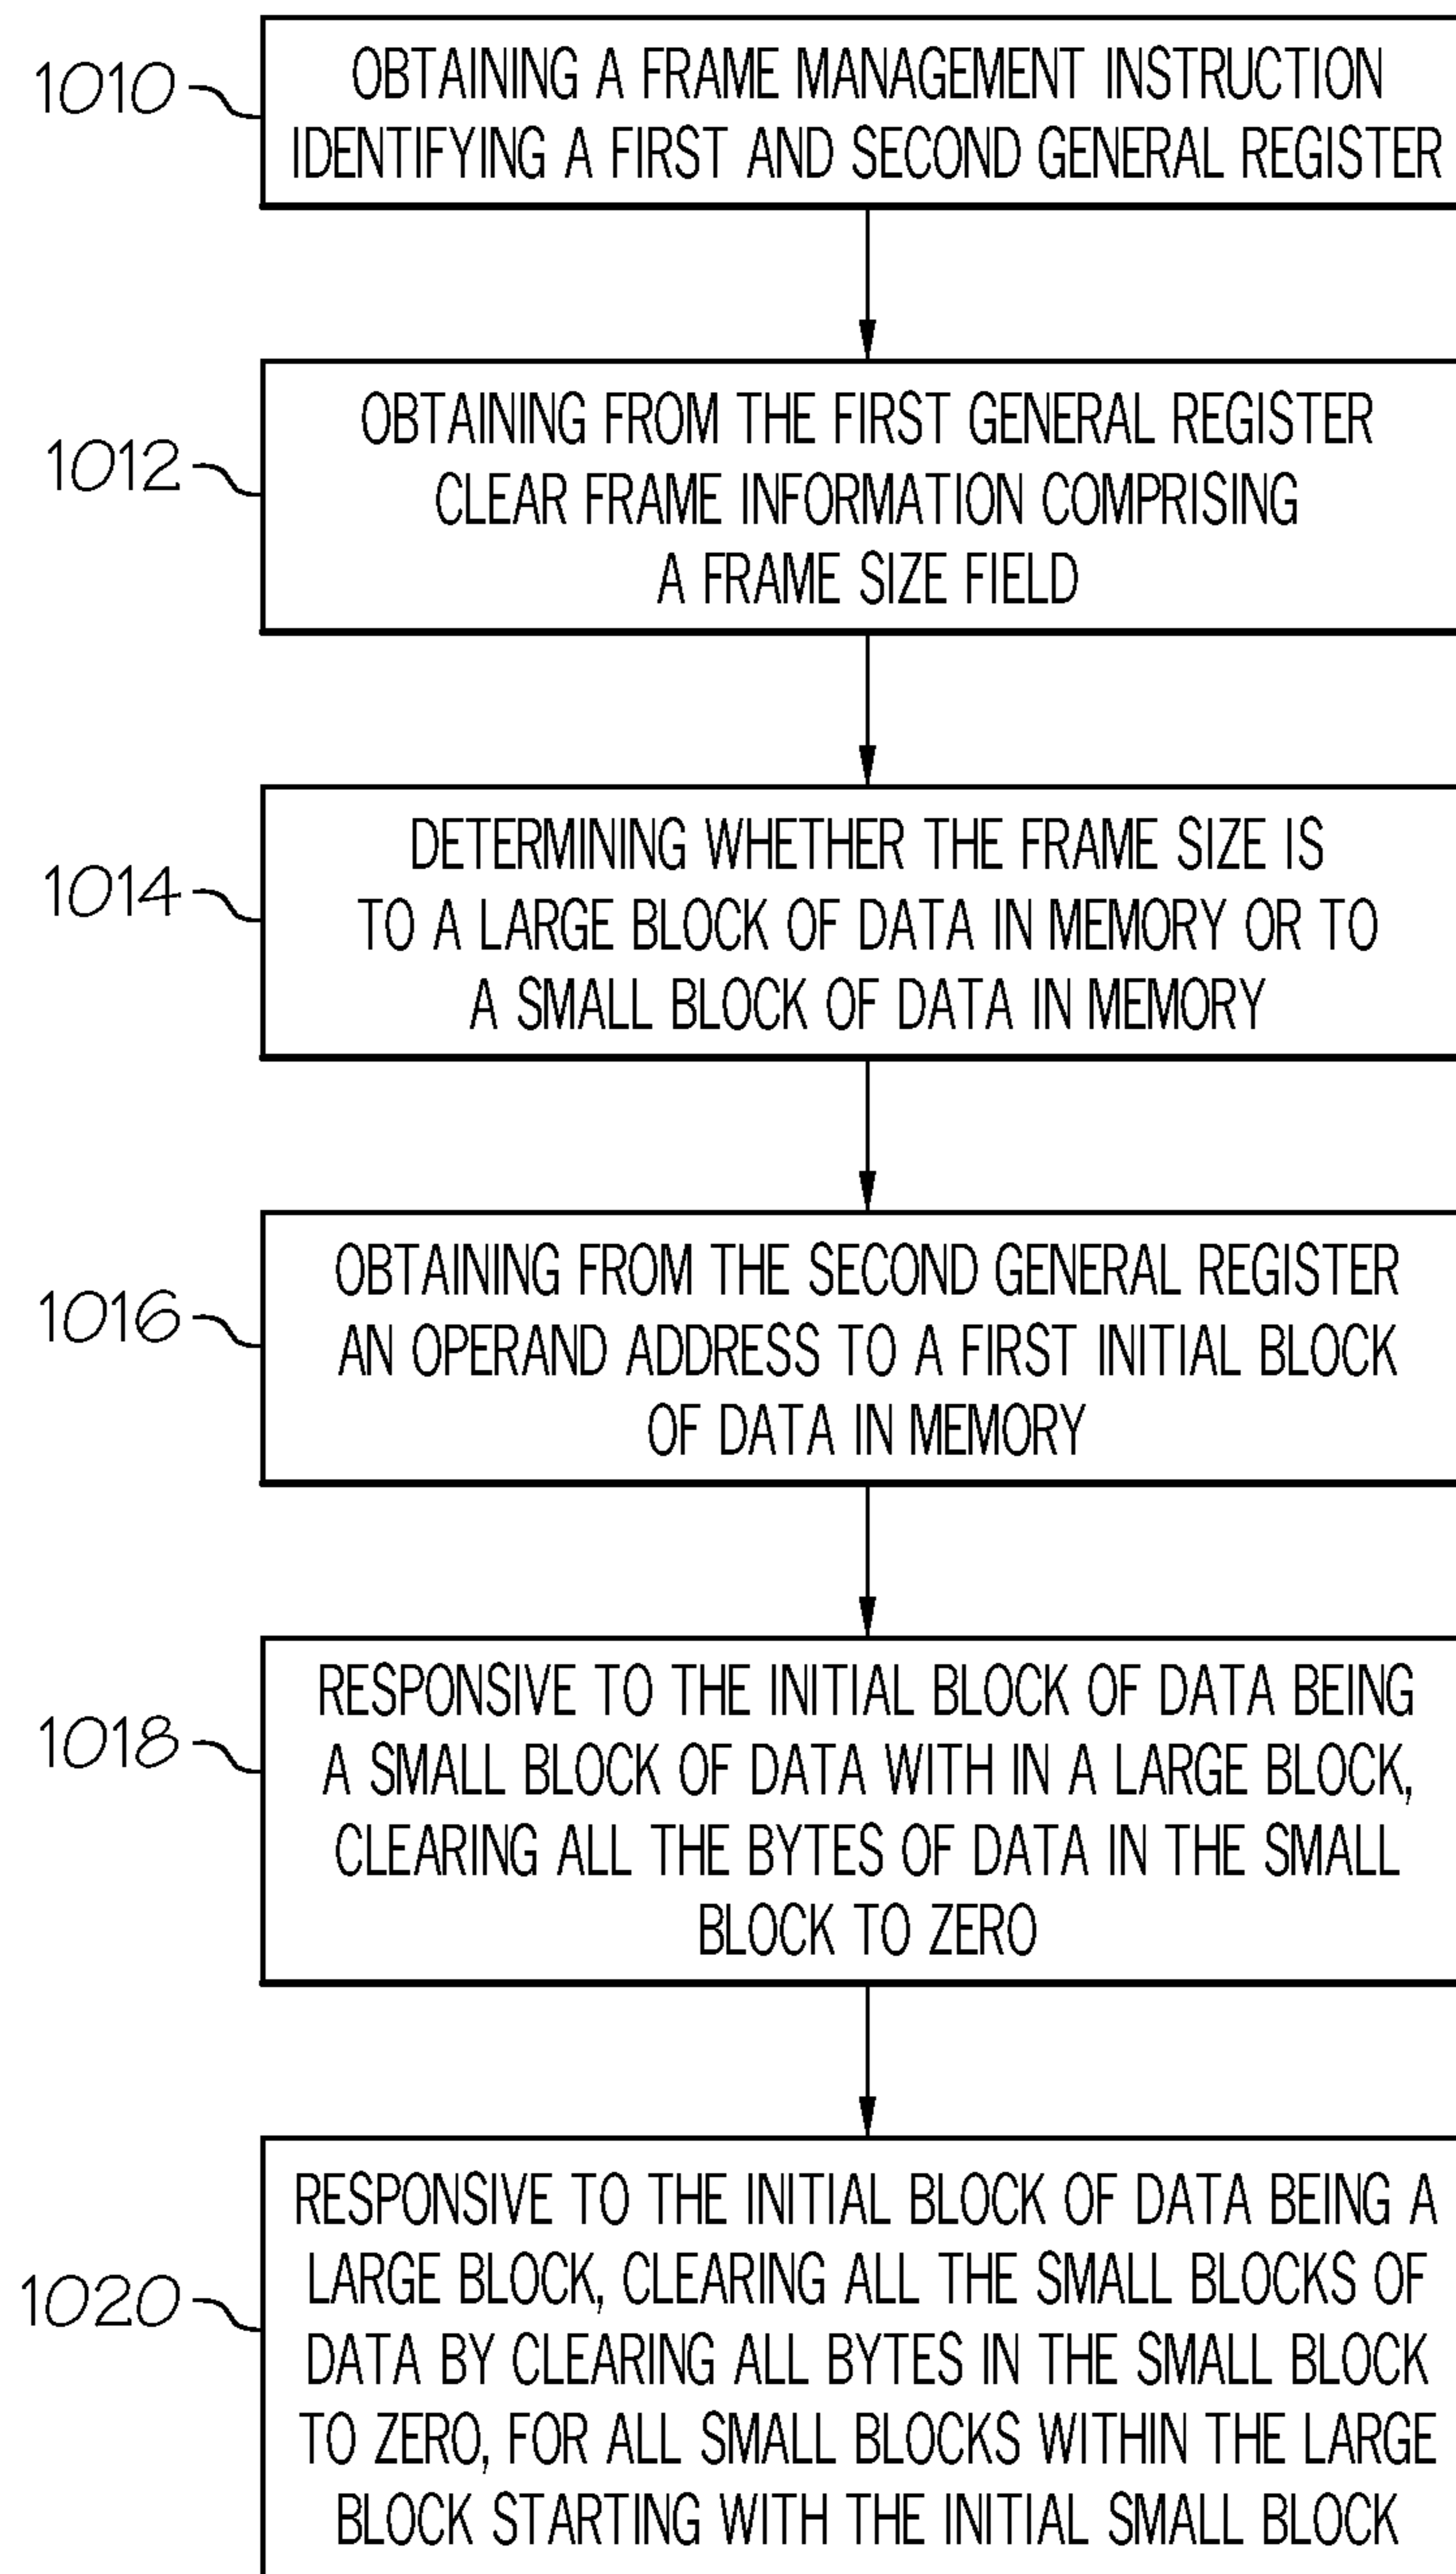 1010
OBTAINING A FRAME MANAGEMENT INSTRUCTION
IDENTIFYING A FIRST AND SECOND GENERAL REGISTER
1012
OBTAINING FROM THE FIRST GENERAL REGISTER
CLEAR FRAME INFORMATION COMPRISING
A FRAME SIZE FIELD
1014
DETERMINING WHETHER THE FRAME SIZE IS
TO A LARGE BLOCK OF DATA IN MEMORY OR TO
A SMALL BLOCK OF DATA IN MEMORY
1016
OBTAINING FROM THE SECOND GENERAL REGISTER
AN OPERAND ADDRESS TO A FIRST INITIAL BLOCK
OF DATA IN MEMORY
1018
RESPONSIVE TO THE INITIAL BLOCK OF DATA BEING
A SMALL BLOCK OF DATA WITH IN A LARGE BLOCK,
CLEARING ALL THE BYTES OF DATA IN THE SMALL
BLOCK TO ZERO
1020
RESPONSIVE TO THE INITIAL BLOCK OF DATA BEING A
LARGE BLOCK, CLEARING ALL THE SMALL BLOCKS OF
DATA BY CLEARING ALL BYTES IN THE SMALL BLOCK
TO ZERO, FOR ALL SMALL BLOCKS WITHIN THE LARGE
BLOCK STARTING WITH THE INITIAL SMALL BLOCK